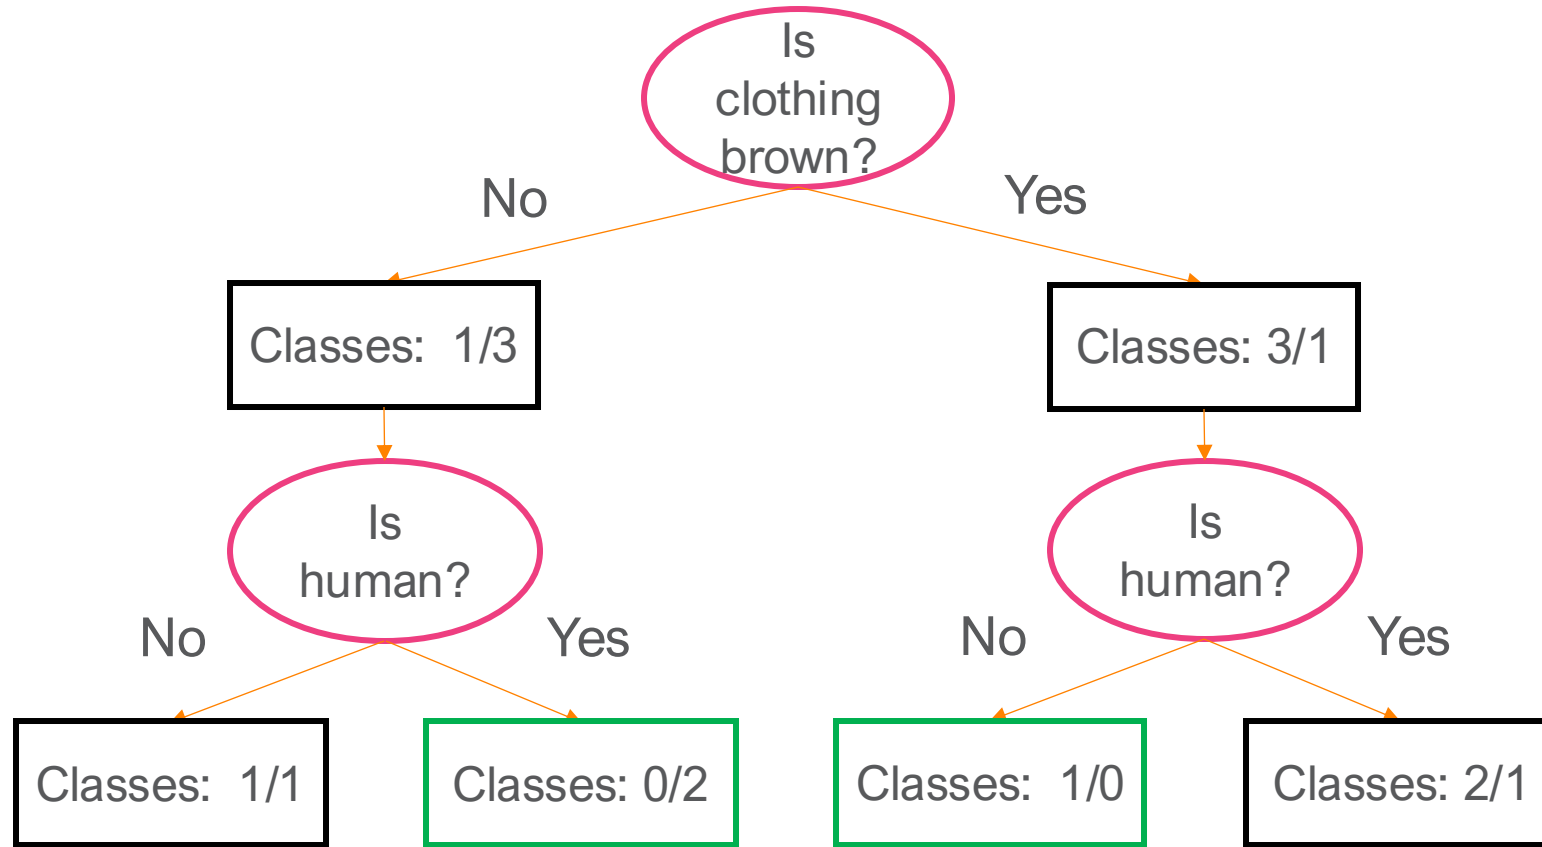 Is
clothing
brown?
No
Yes
Classes:  1/3
Classes: 3/1
Is
human?
Is
human?
No
Yes
No
Yes
Classes:  1/1
Classes: 0/2
Classes:  1/0
Classes: 2/1